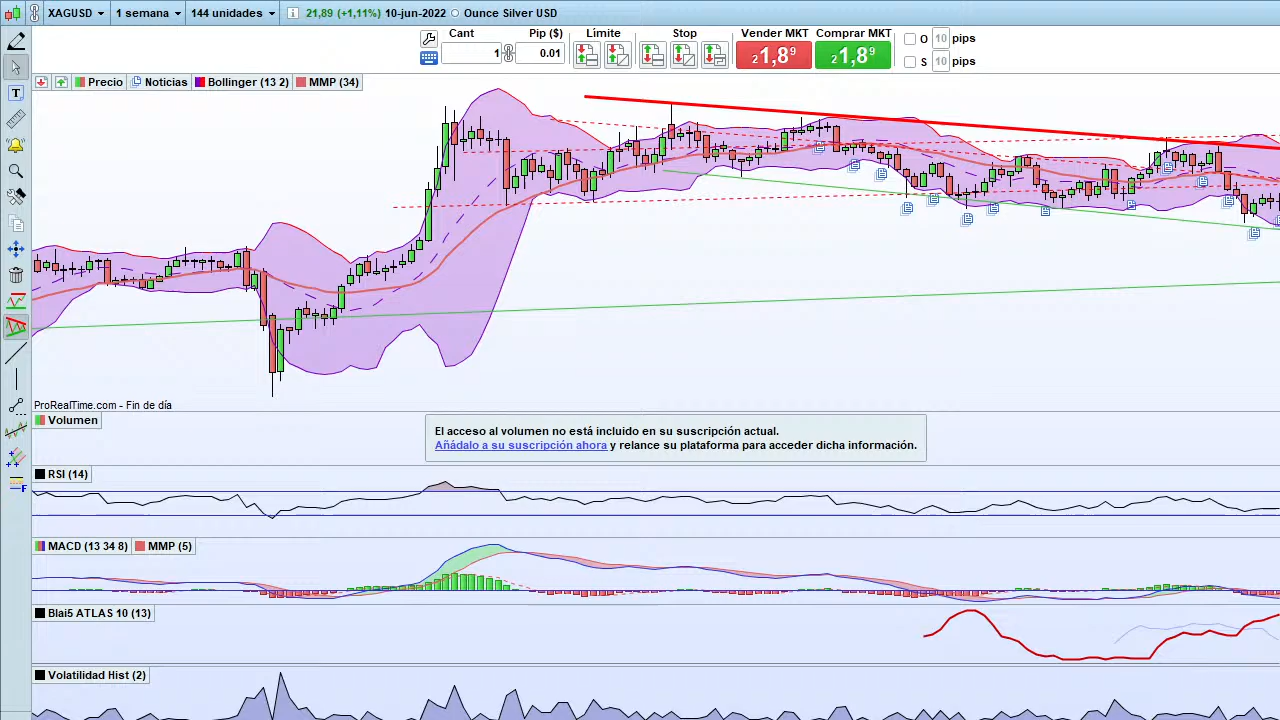 XAGUSD 1 semana 144 unidades 21,89 (+1,11%) 10-jun-2022 Ounce Silver USD
Cant Pip ($) Límite Stop Vender MKT Comprar MKT
1 0.01 21,8⁹ 21,8⁹
O 10 pips
S 10 pips
Precio Noticias Bollinger (13 2) MMP (34)
ProRealTime.com - Fin de día
Volumen
El acceso al volumen no está incluido en su suscripción actual.
Añádalo a su suscripción ahora y relance su plataforma para acceder dicha información.
RSI (14)
MACD (13 34 8) MMP (5)
Blai5 ATLAS 10 (13)
Volatilidad Hist (2)